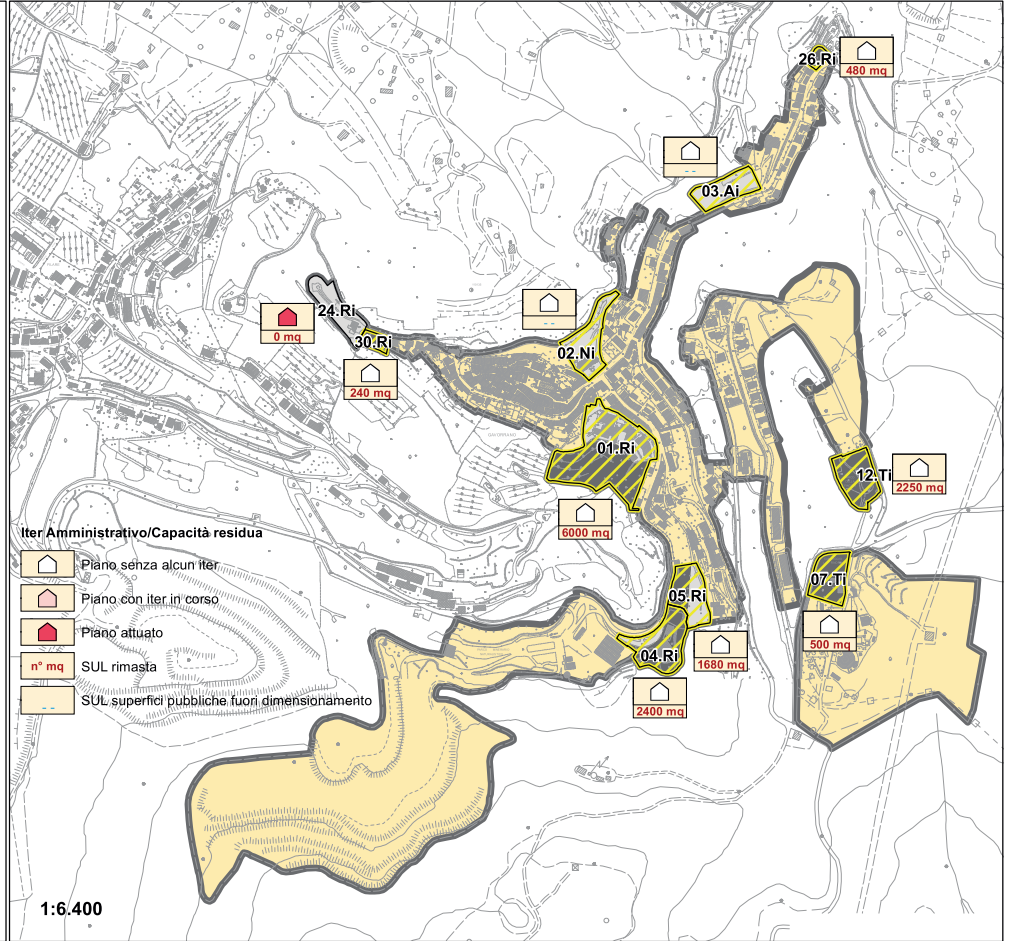 26.Ri
480 mq
03.Ai
- -
24.Ri
0 mq
30.Ri
240 mq
02.Ni
- -
01.Ri
6000 mq
12.Ti
2250 mq
07.Ti
500 mq
05.Ri
1680 mq
04.Ri
2400 mq
Iter Amministrativo/Capacità residua
Piano senza alcun iter
Piano con iter in corso
Piano attuato
n° mq SUL rimasta
- - SUL superfici pubbliche fuori dimensionamento
1:6.400